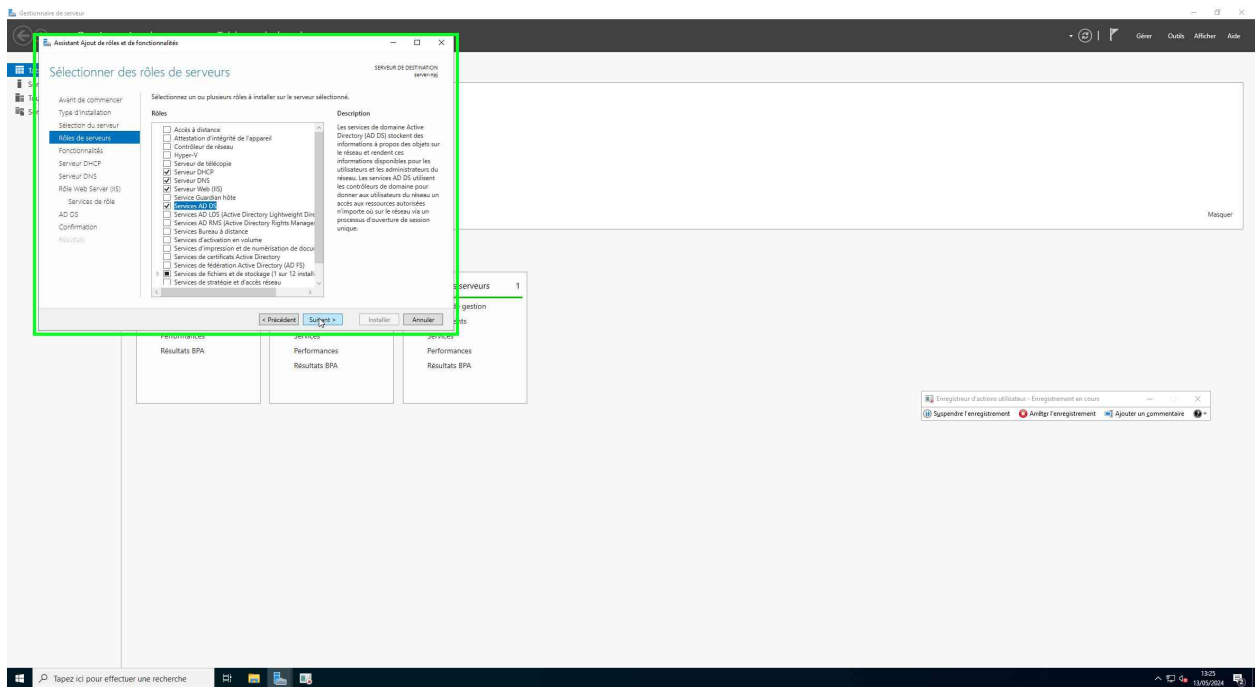 Gestionnaire de serveur
Gérer Outils Afficher Aide
Assistant Ajout de rôles et de fonctionnalités
Sélectionner des rôles de serveurs
SERVEUR DE DESTINATION
server-npj
Avant de commencer
Type d'installation
Sélection du serveur
Rôles de serveurs
Fonctionnalités
Serveur DHCP
Serveur DNS
Rôle Web Server (IIS)
Services de rôle
AD DS
Confirmation
Résultats
Sélectionnez un ou plusieurs rôles à installer sur le serveur sélectionné.
Rôles
Accès à distance
Attestation d'intégrité de l'appareil
Contrôleur de réseau
Hyper-V
Serveur de télécopie
Serveur DHCP
Serveur DNS
Serveur Web (IIS)
Service Guardian hôte
Services AD DS
Services AD LDS (Active Directory Lightweight Dire
Services AD RMS (Active Directory Rights Manage
Services Bureau à distance
Services d'activation en volume
Services d'impression et de numérisation de docu
Services de certificats Active Directory
Services de fédération Active Directory (AD FS)
Services de fichiers et de stockage (1 sur 12 install
Services de stratégie et d'accès réseau
Description
Les services de domaine Active
Directory (AD DS) stockent des
informations à propos des objets sur
le réseau et rendent ces
informations disponibles pour les
utilisateurs et les administrateurs du
réseau. Les services AD DS utilisent
les contrôleurs de domaine pour
donner aux utilisateurs du réseau un
accès aux ressources autorisées
n'importe où sur le réseau via un
processus d'ouverture de session
unique.
< Précédent Suivant > Installer Annuler
Masquer
serveurs 1
gestion
Performances Services Services
Résultats BPA Performances Performances
Résultats BPA Résultats BPA
Enregistreur d'actions utilisateur - Enregistrement en cours
Suspendre l'enregistrement Arrêter l'enregistrement Ajouter un commentaire
Tapez ici pour effectuer une recherche
13:25
13/05/2024